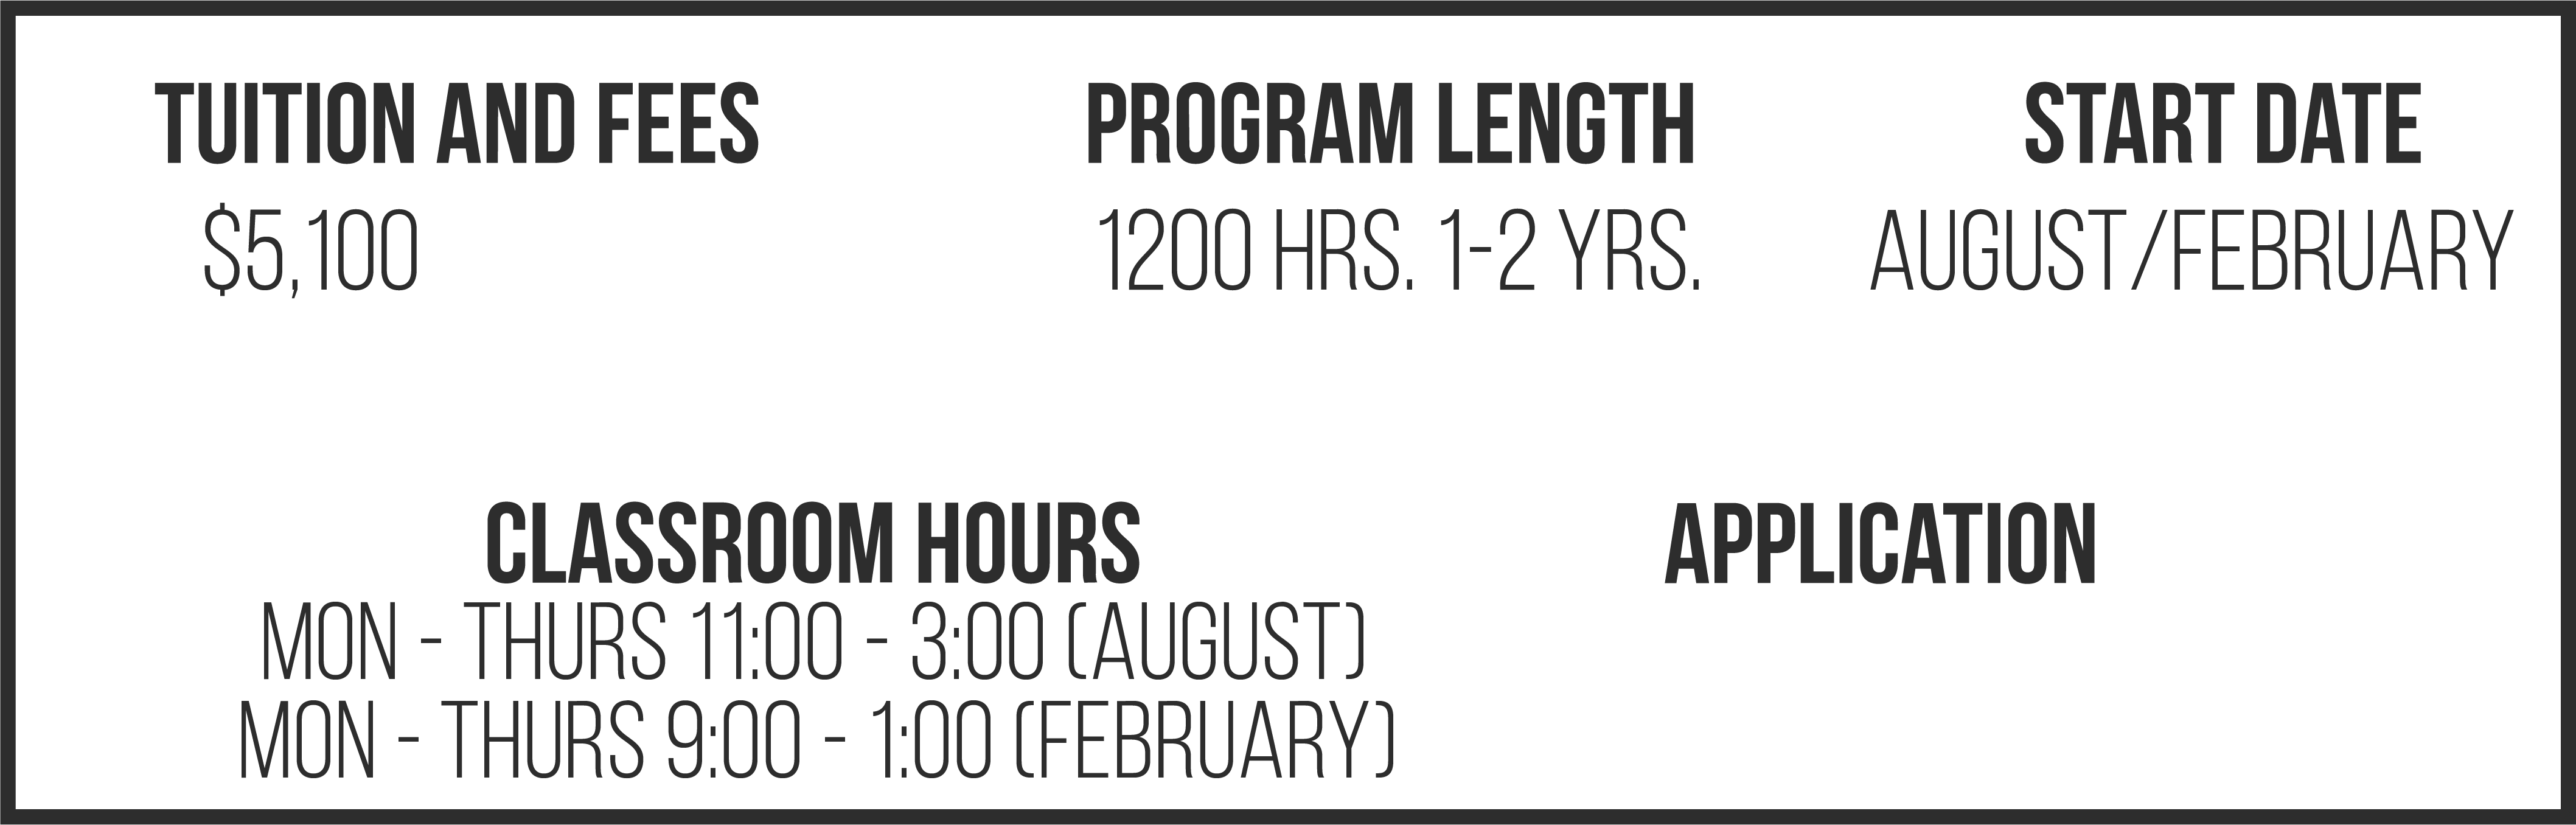 TUITION AND FEES
$5,100
PROGRAM LENGTH
1200 HRS. 1-2 YRS.
START DATE
AUGUST/FEBRUARY
CLASSROOM HOURS
MON - THURS 11:00 - 3:00 (AUGUST)
MON - THURS 9:00 - 1:00 (FEBRUARY)
APPLICATION